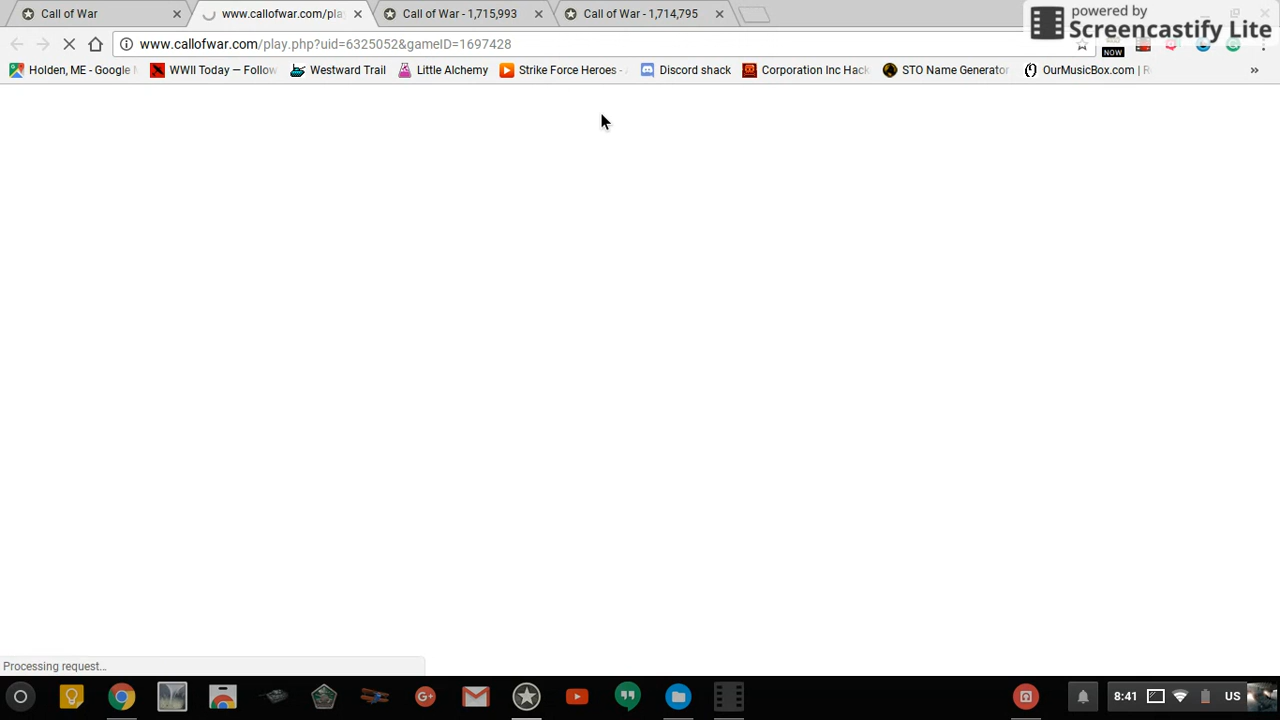 Call of War
www.callofwar.com/pla
Call of War - 1,715,993
Call of War - 1,714,795
powered by
Screencastify Lite
www.callofwar.com/play.php?uid=6325052&gameID=1697428
NOW
Holden, ME - Google
WWII Today — Follow
Westward Trail
Little Alchemy
Strike Force Heroes -
Discord shack
Corporation Inc Hack
STO Name Generator
OurMusicBox.com | R
»
Processing request...
8:41
US